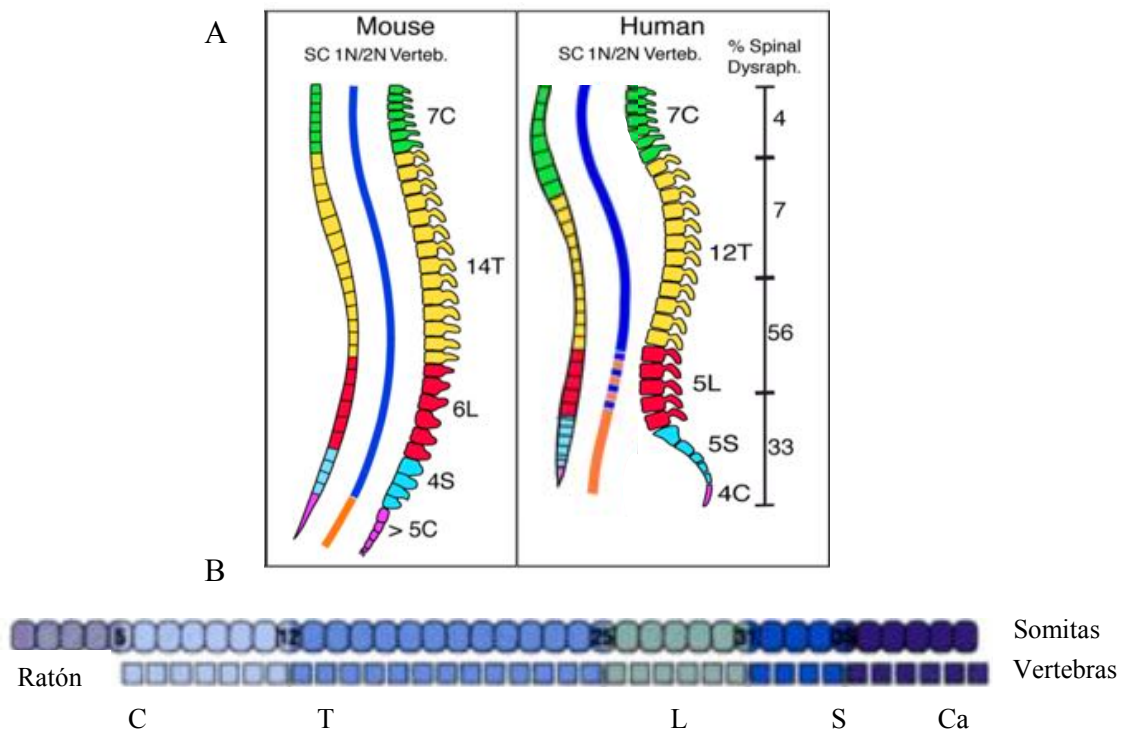 A
Mouse
Human
SC 1N/2N Verteb.
SC 1N/2N Verteb.
% Spinal
Dysraph.
7C
7C
4
7
14T
12T
56
6L
5L
4S
5S
33
4C
> 5C
B
5
12
25
31
Somitas
Ratón
Vertebras
C
T
L
S
Ca